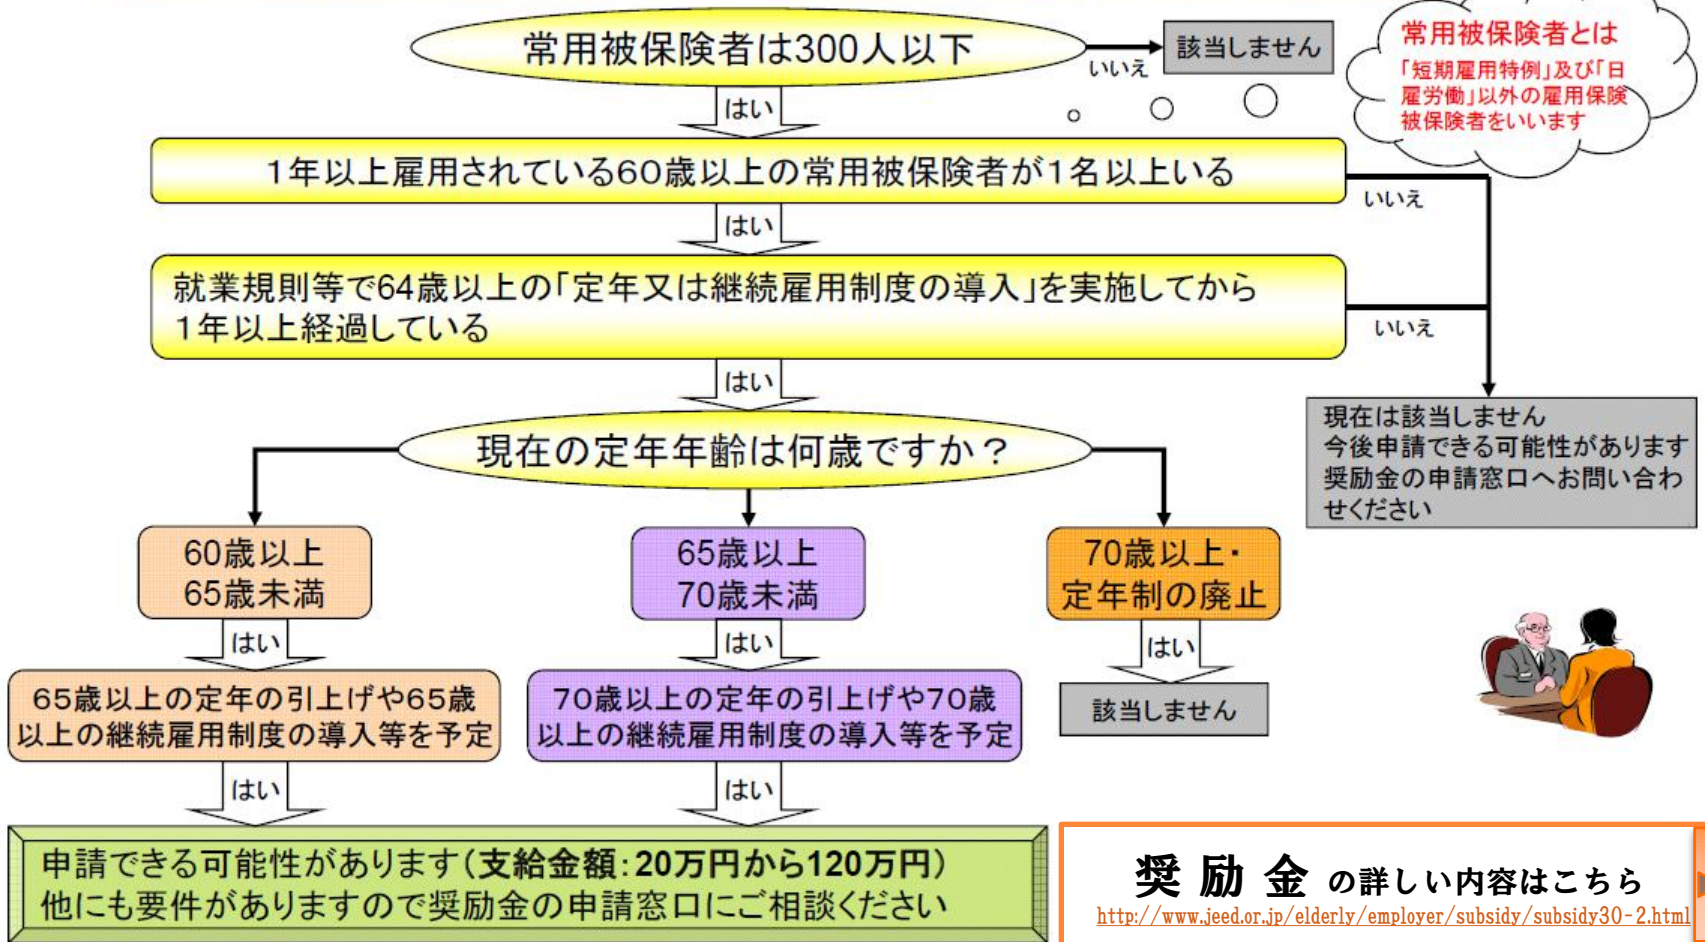 常用被保険者は300人以下
いいえ
該当しません
常用被保険者とは
「短期雇用特例」及び「日
雇労働」以外の雇用保険
被保険者をいいます
はい
1年以上雇用されている60歳以上の常用被保険者が1名以上いる
いいえ
はい
就業規則等で64歳以上の「定年又は継続雇用制度の導入」を実施してから
1年以上経過している
いいえ
はい
現在は該当しません
今後申請できる可能性があります
奨励金の申請窓口へお問い合わ
せください
現在の定年年齢は何歳ですか？
60歳以上
65歳未満
65歳以上
70歳未満
70歳以上・
定年制の廃止
はい
はい
はい
65歳以上の定年の引上げや65歳
以上の継続雇用制度の導入等を予定
70歳以上の定年の引上げや70歳
以上の継続雇用制度の導入等を予定
該当しません
はい
はい
申請できる可能性があります（支給金額：20万円から120万円）
他にも要件がありますので奨励金の申請窓口にご相談ください
奨 励 金 の詳しい内容はこちら
http://www.jeed.or.jp/elderly/employer/subsidy/subsidy30-2.html